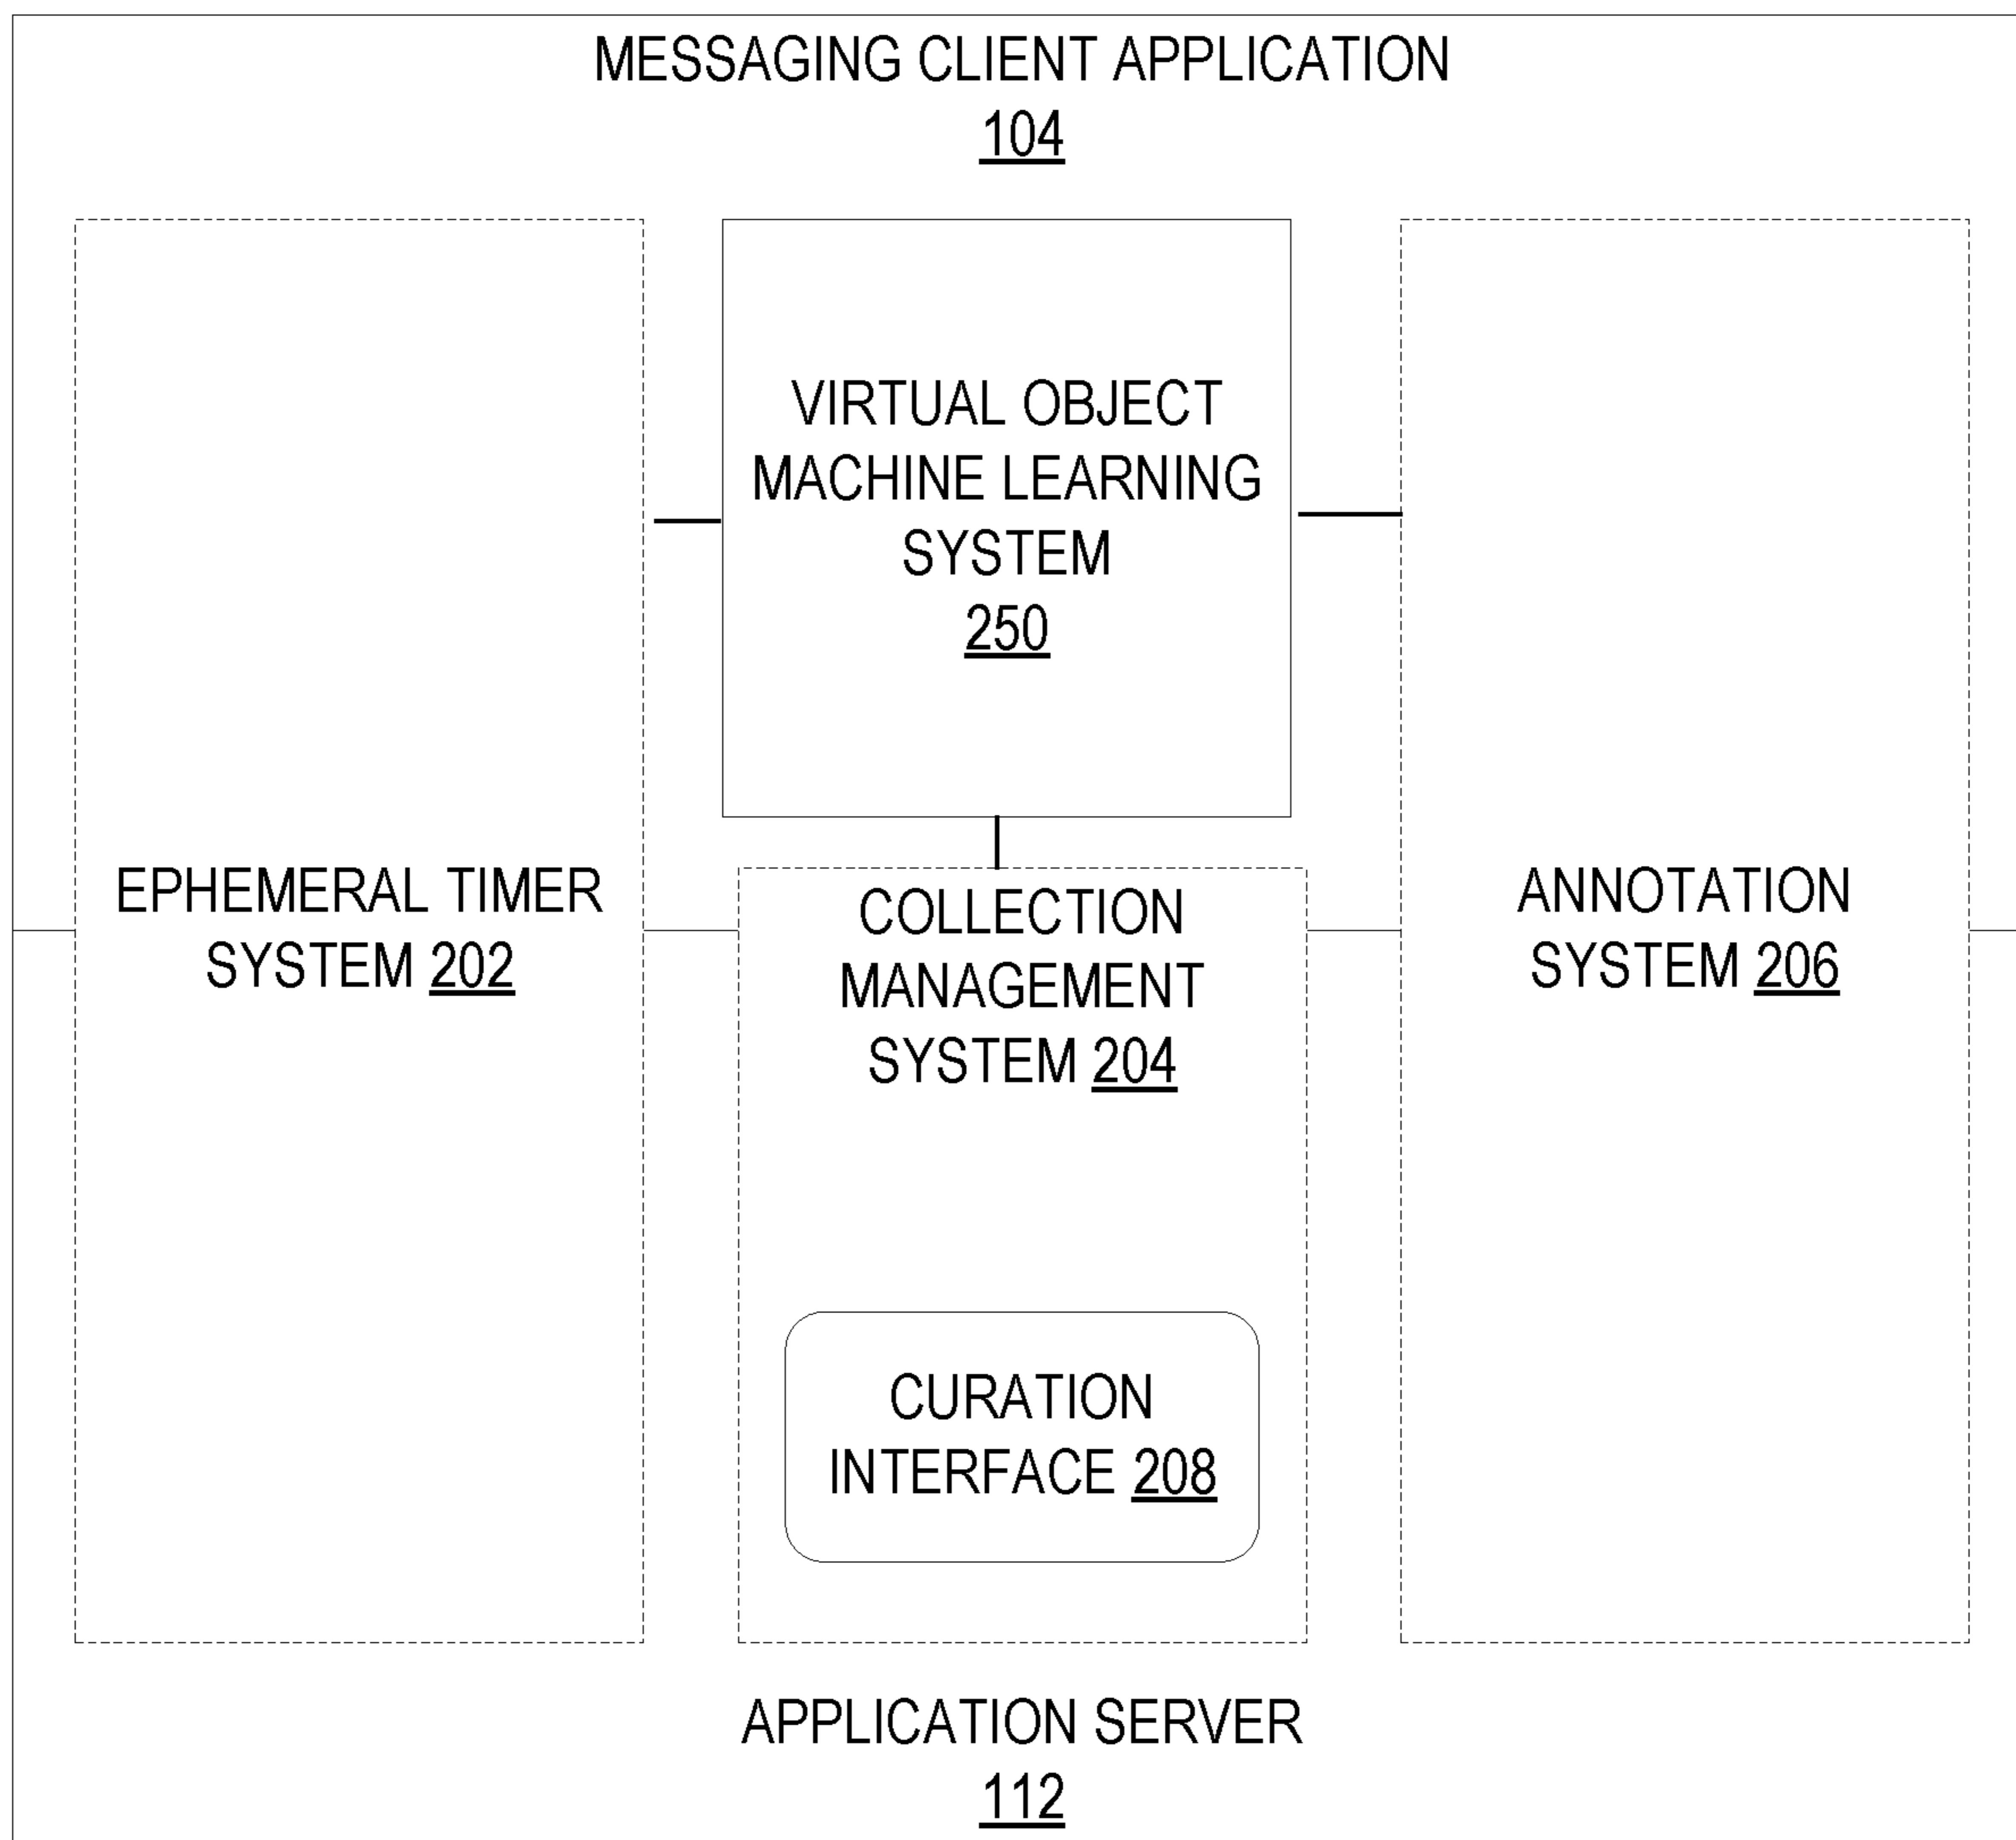 MESSAGING CLIENT APPLICATION
104
VIRTUAL OBJECT
MACHINE LEARNING
SYSTEM
250
EPHEMERAL TIMER
SYSTEM 202
COLLECTION
MANAGEMENT
SYSTEM 204
ANNOTATION
SYSTEM 206
CURATION
INTERFACE 208
APPLICATION SERVER
112